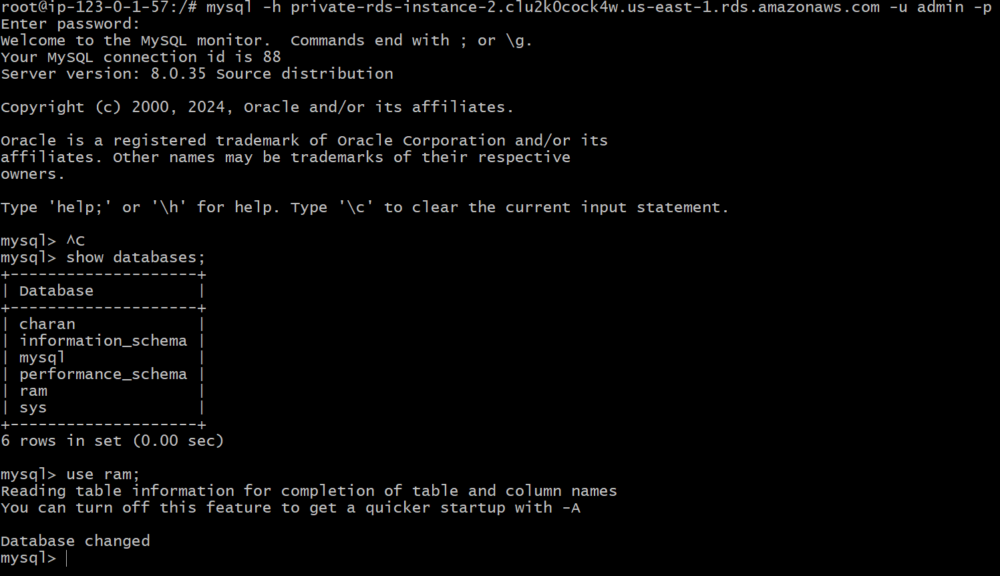 root@ip-123-0-1-57:/# mysql -h private-rds-instance-2.clu2k0cock4w.us-east-1.rds.amazonaws.com -u admin -p
Enter password:
Welcome to the MySQL monitor.  Commands end with ; or \g.
Your MySQL connection id is 88
Server version: 8.0.35 Source distribution
Copyright (c) 2000, 2024, Oracle and/or its affiliates.
Oracle is a registered trademark of Oracle Corporation and/or its
affiliates. Other names may be trademarks of their respective
owners.
Type 'help;' or '\h' for help. Type '\c' to clear the current input statement.
mysql> ^C
mysql> show databases;
+--------------------+
| Database           |
+--------------------+
| charan             |
| information_schema |
| mysql              |
| performance_schema |
| ram                |
| sys                |
+--------------------+
6 rows in set (0.00 sec)
mysql> use ram;
Reading table information for completion of table and column names
You can turn off this feature to get a quicker startup with -A
Database changed
mysql>